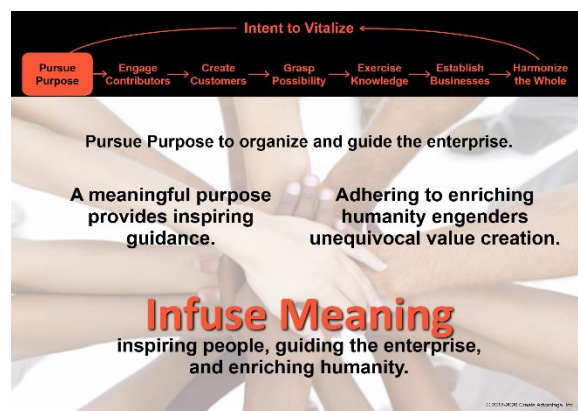 Intent to Vitalize
Pursue Purpose
Engage Contributors
Create Customers
Grasp Possibility
Exercise Knowledge
Establish Businesses
Harmonize the Whole
Pursue Purpose to organize and guide the enterprise.
A meaningful purpose
provides inspiring
guidance.
Adhering to enriching
humanity engenders
unequivocal value creation.
Infuse Meaning
inspiring people, guiding the enterprise,
and enriching humanity.